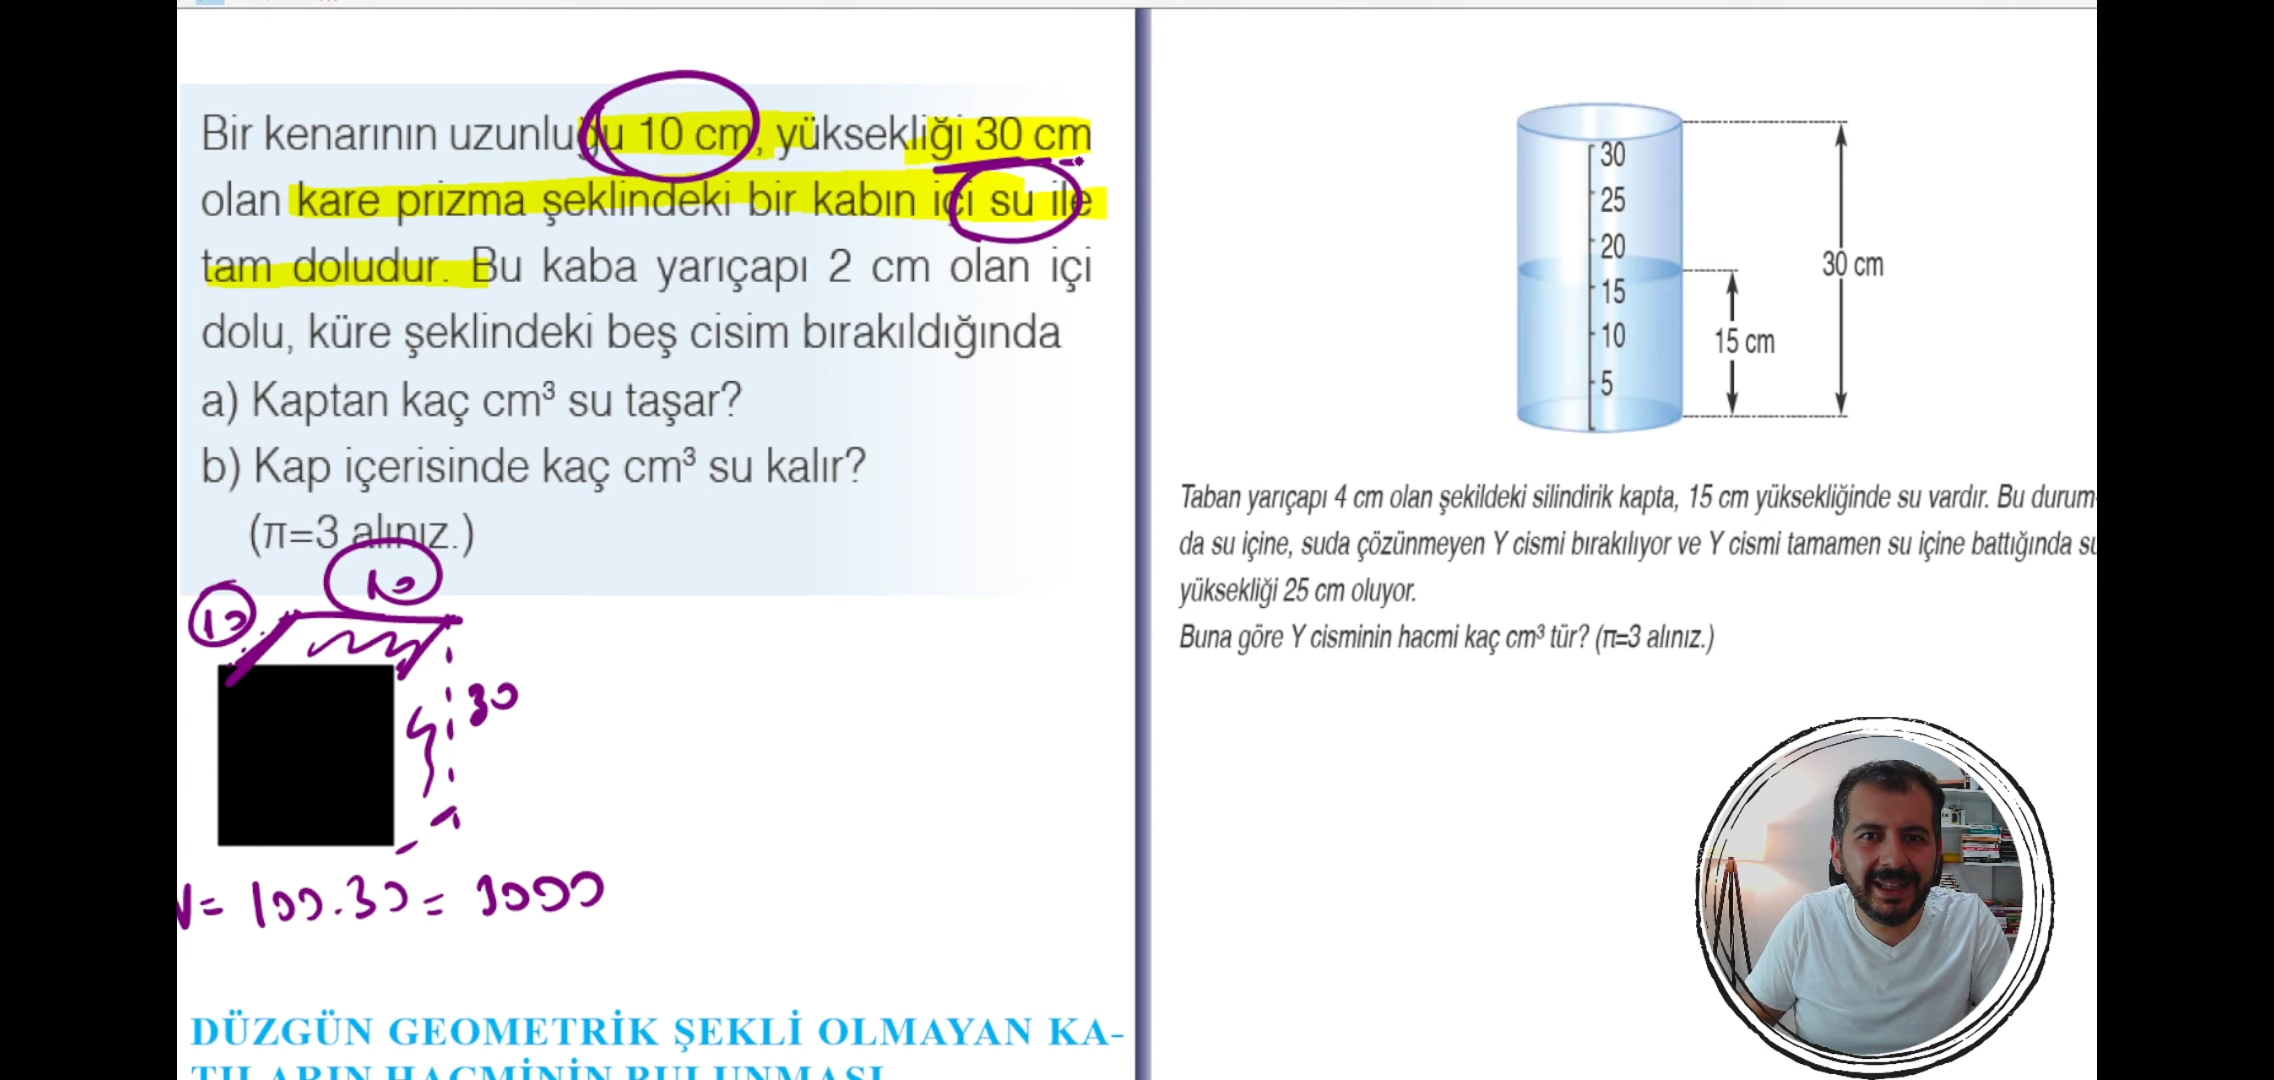 Bir kenarının uzunluğu 10 cm, yüksekliği 30 cm
olan kare prizma şeklindeki bir kabın içi su ile
tam doludur. Bu kaba yarıçapı 2 cm olan içi
dolu, küre şeklindeki beş cisim bırakıldığında
a) Kaptan kaç cm³ su taşar?
b) Kap içerisinde kaç cm³ su kalır?
(π=3 alınız.)
10
10
30
V= 100.30= 3000
DÜZGÜN GEOMETRİK ŞEKLİ OLMAYAN KA-
TILARIN HACMİNİN BULUNMASI
30
25
20
15
10
5
15 cm
30 cm
Taban yarıçapı 4 cm olan şekildeki silindirik kapta, 15 cm yüksekliğinde su vardır. Bu durum-
da su içine, suda çözünmeyen Y cismi bırakılıyor ve Y cismi tamamen su içine battığında su
yüksekliği 25 cm oluyor.
Buna göre Y cisminin hacmi kaç cm³ tür? (π=3 alınız.)